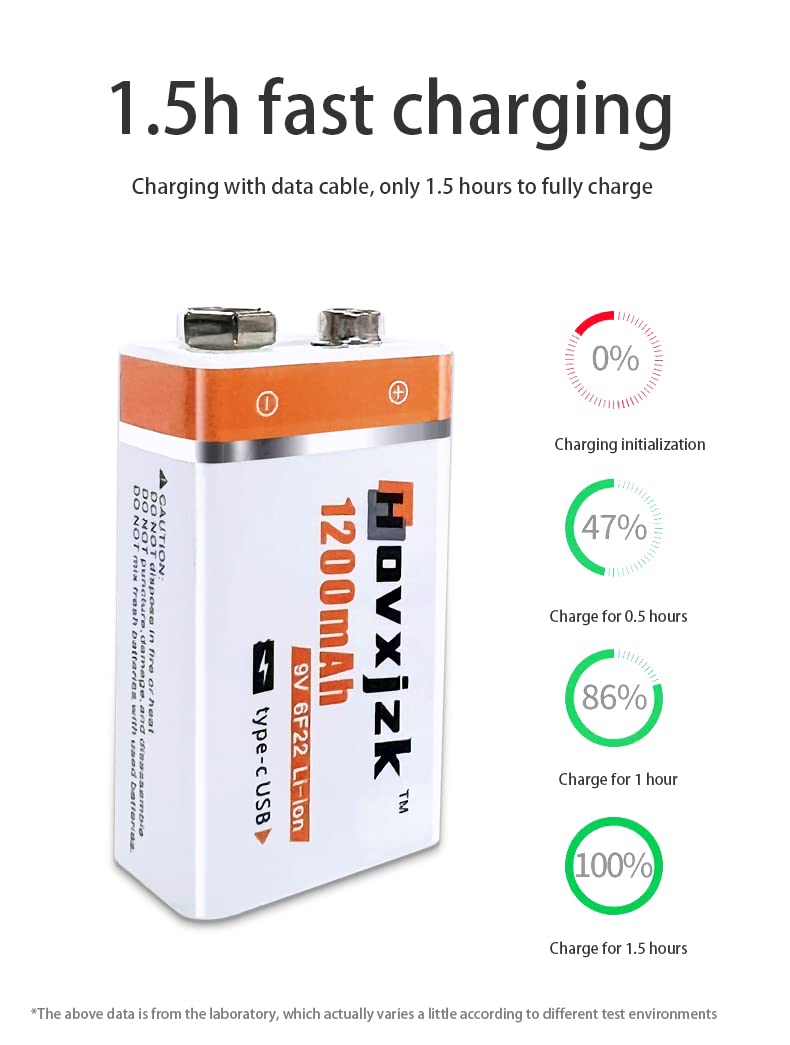 1.5h fast charging
Charging with data cable, only 1.5 hours to fully charge
⚠CAUTION:
DO NOT dispose in fire or heat
DO NOT puncture,damage,and disassemble
DO NOT mix fresh batteries with used batteries.
Havxjzk ™
1200mAh
9V 6F22 Li-Ion
type-c USB
0%
Charging initialization
47%
Charge for 0.5 hours
86%
Charge for 1 hour
100%
Charge for 1.5 hours
*The above data is from the laboratory, which actually varies a little according to different test environments